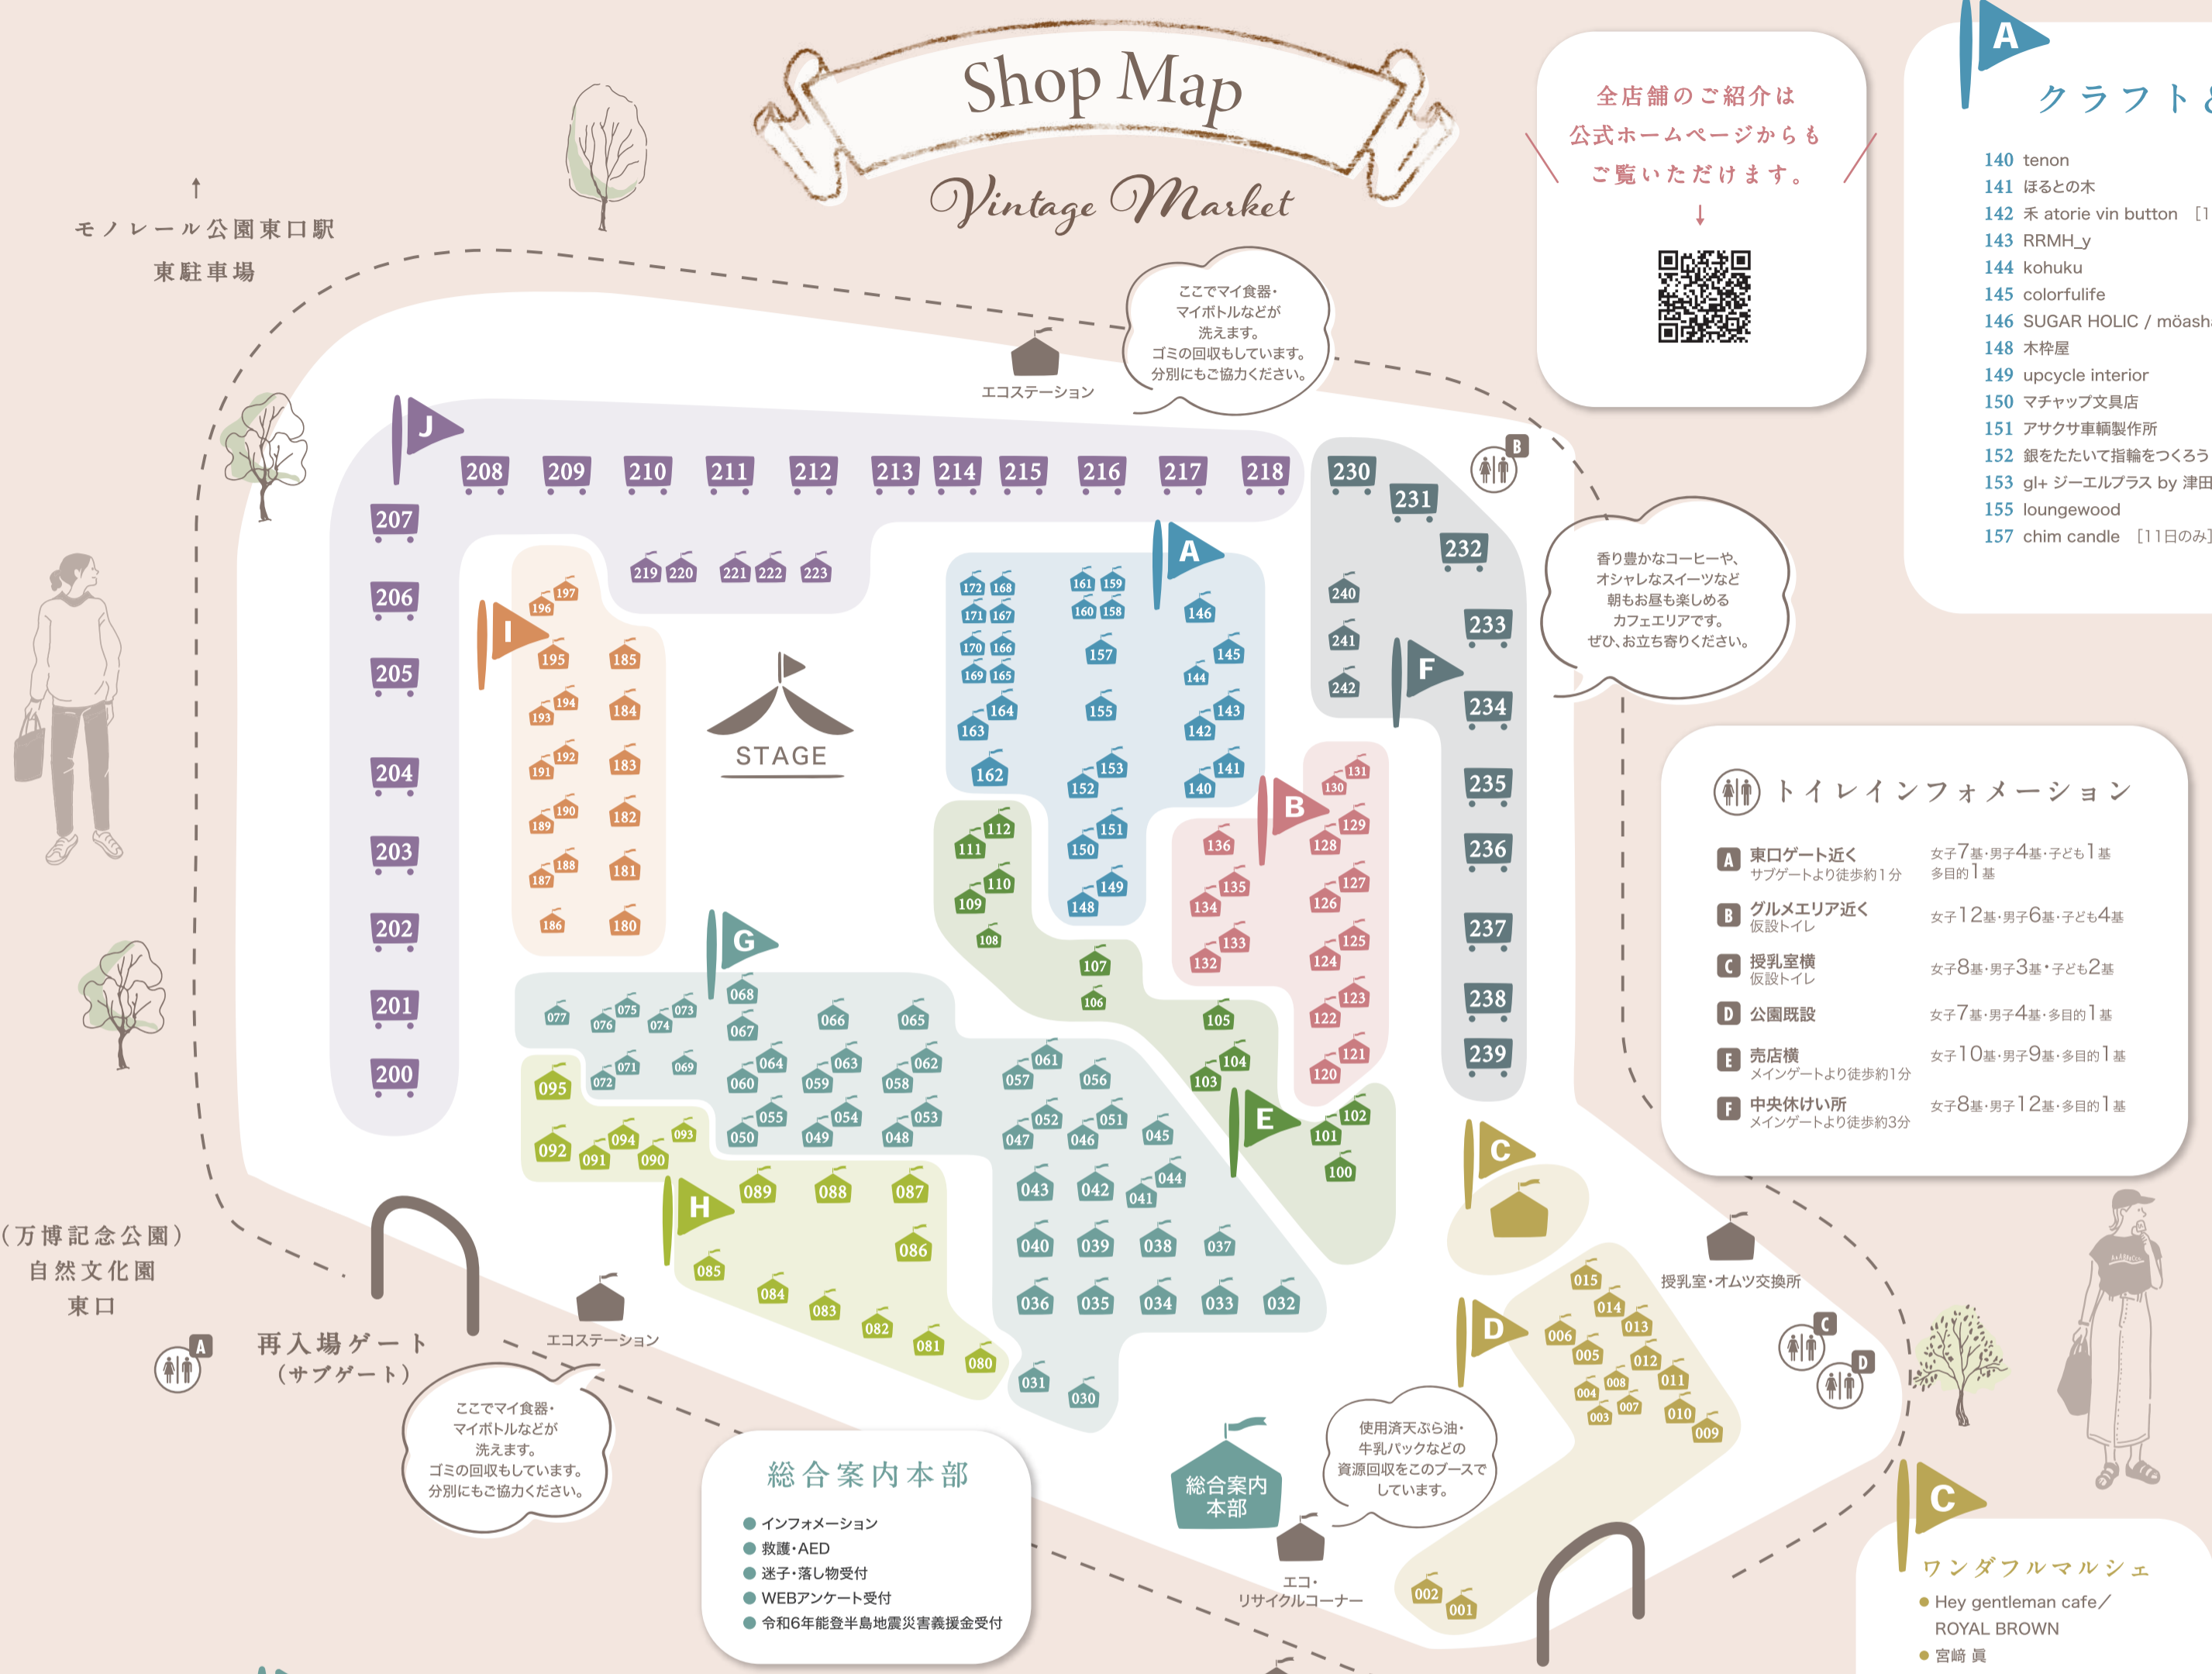 Shop Map
Vintage Market
全店舗のご紹介は
公式ホームページからも
ご覧いただけます。
↓
A
クラフト&
140 tenon
141 ほるとの木
142 禾 atorie vin button [1
143 RRMH_y
144 kohuku
145 colorfulife
146 SUGAR HOLIC / möash
148 木枠屋
149 upcycle interior
150 マチャップ文具店
151 アサクサ車輌製作所
152 銀をたたいて指輪をつくろう
153 gl+ ジーエルプラス by 津田
155 loungewood
157 chim candle [11日のみ]
↑
モノレール公園東口駅
東駐車場
ここでマイ食器・
マイボトルなどが
洗えます。
ゴミの回収もしています。
分別にもご協力ください。
エコステーション
J
208 209 210 211 212 213 214 215 216 217 218
207
206
205
204
203
202
201
200
219 220 221 222 223
230
231
232
233
234
235
236
237
238
239
240
241
242
B
F
香り豊かなコーヒーや、
オシャレなスイーツなど
朝もお昼も楽しめる
カフェエリアです。
ぜひ、お立ち寄りください。
I
197
196
195 185
194
193 184
192
191 183
190
189 182
188
187 181
186 180
STAGE
A
172 168 161 159
171 167 160 158 146
170 166 157 145
169 165 144
164 155 143
163 142
162 153 141
152 140
151
150
149
148
B
131
130
129
128
136
127
135
126
134
125
133
124
132
123
122
121
120
112
111
110
109
108
107
106
105
104
103
E
102
101
100
G
068
077 075 073
076 074 067 066 065
071 069 064 063 062 061
072 060 059 058 057 056
055 054 053 052 051
050 049 048 047 046 045
043 042 044
041
040 039 038 037
036 035 034 033 032
031
030
095
094 093
092 091 090
H
089 088 087
086
085
084
083
082
081
080
C
D
015
014
013
006
005 012
008 011
004
007
003 010
009
002
001
授乳室・オムツ交換所
C
D
トイレインフォメーション
A 東口ゲート近く 女子7基・男子4基・子ども1基
サブゲートより徒歩約1分 多目的1基
B グルメエリア近く 女子12基・男子6基・子ども4基
仮設トイレ
C 授乳室横 女子8基・男子3基・子ども2基
仮設トイレ
D 公園既設 女子7基・男子4基・多目的1基
E 売店横 女子10基・男子9基・多目的1基
メインゲートより徒歩約1分
F 中央休けい所 女子8基・男子12基・多目的1基
メインゲートより徒歩約3分
(万博記念公園)
自然文化園
東口
A
再入場ゲート
(サブゲート)
エコステーション
ここでマイ食器・
マイボトルなどが
洗えます。
ゴミの回収もしています。
分別にもご協力ください。
総合案内本部
インフォメーション
救護・AED
迷子・落し物受付
WEBアンケート受付
令和6年能登半島地震災害義援金受付
総合案内
本部
使用済天ぷら油・
牛乳パックなどの
資源回収をこのブースで
しています。
エコ・
リサイクルコーナー
C
ワンダフルマルシェ
Hey gentleman cafe／
ROYAL BROWN
宮﨑 眞